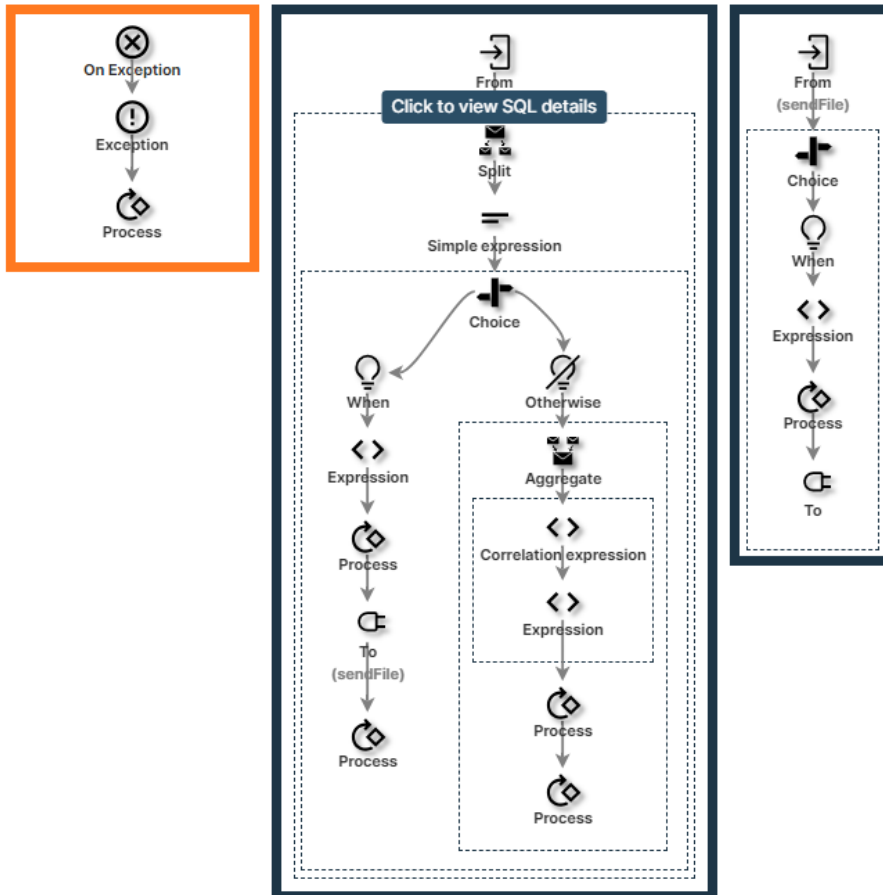 On Exception
Exception
Process
From
Click to view SQL details
Split
Simple expression
Choice
When
Expression
Process
To
(sendFile)
Process
Otherwise
Aggregate
Correlation expression
Expression
Process
Process
From
(sendFile)
Choice
When
Expression
Process
To